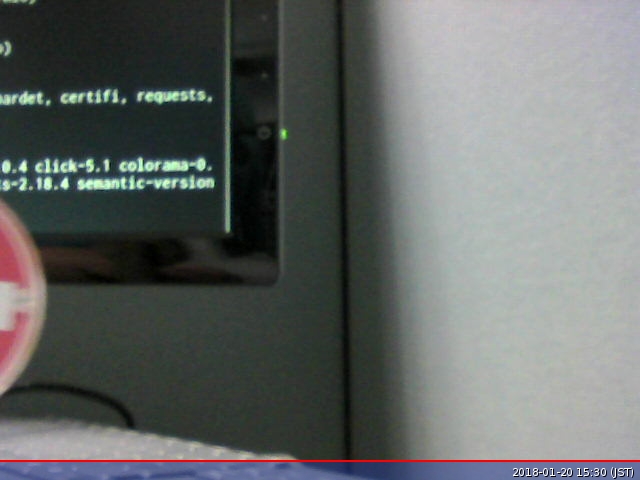 hardet, certifi, requests,
0.4 click-5.1 colorama-0.
ts-2.18.4 semantic-version
2018-01-20 15:30 (JST)